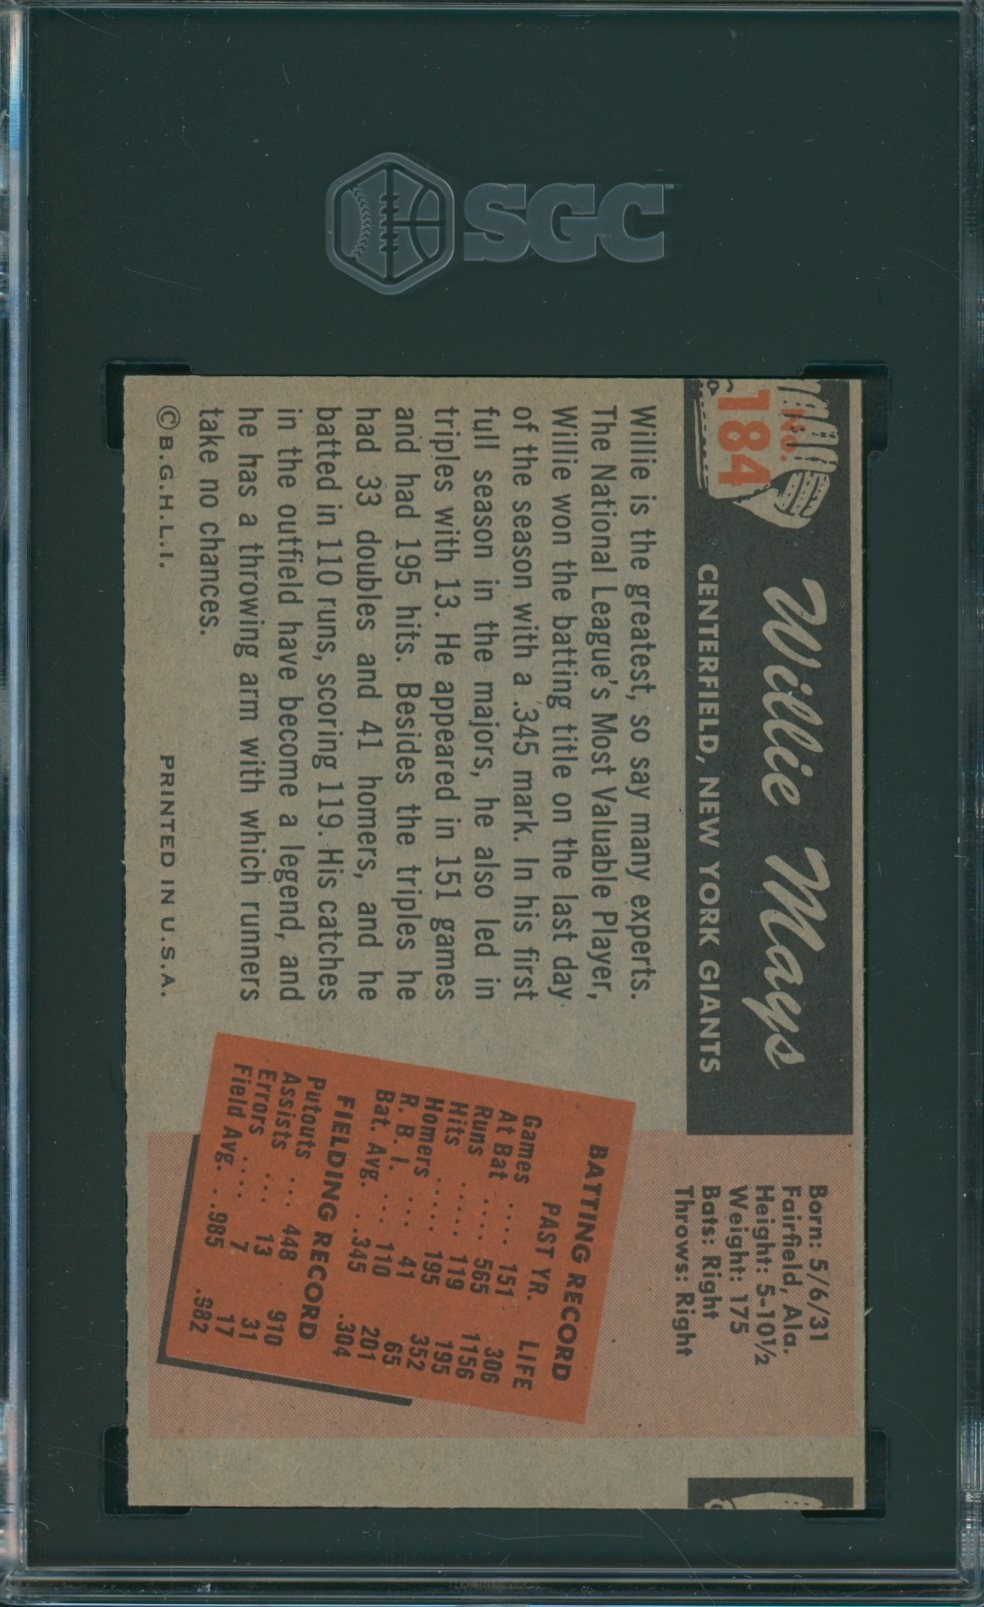 SGC
NO.
184
Willie Mays
CENTERFIELD, NEW YORK GIANTS
Born: 5/6/31
Fairfield, Ala.
Height: 5-10½
Weight: 175
Bats: Right
Throws: Right
Willie is the greatest, so say many experts.
The National League's Most Valuable Player,
Willie won the batting title on the last day
of the season with a .345 mark. In his first
full season in the majors, he also led in
triples with 13. He appeared in 151 games
and had 195 hits. Besides the triples he
had 33 doubles and 41 homers, and he
batted in 110 runs, scoring 119. His catches
in the outfield have become a legend, and
he has a throwing arm with which runners
take no chances.
BATTING RECORD
PAST YR. LIFE
Games .... 151 306
At Bat .... 565 1156
Runs ..... 119 195
Hits ..... 195 352
Homers .... 41 65
R. B. I. ... 110 201
Bat. Avg. . .345 .304
FIELDING RECORD
Putouts ... 448 910
Assists ... 13 31
Errors .... 7 17
Field Avg. . .985 .982
©B.G.H.L.I. PRINTED IN U.S.A.